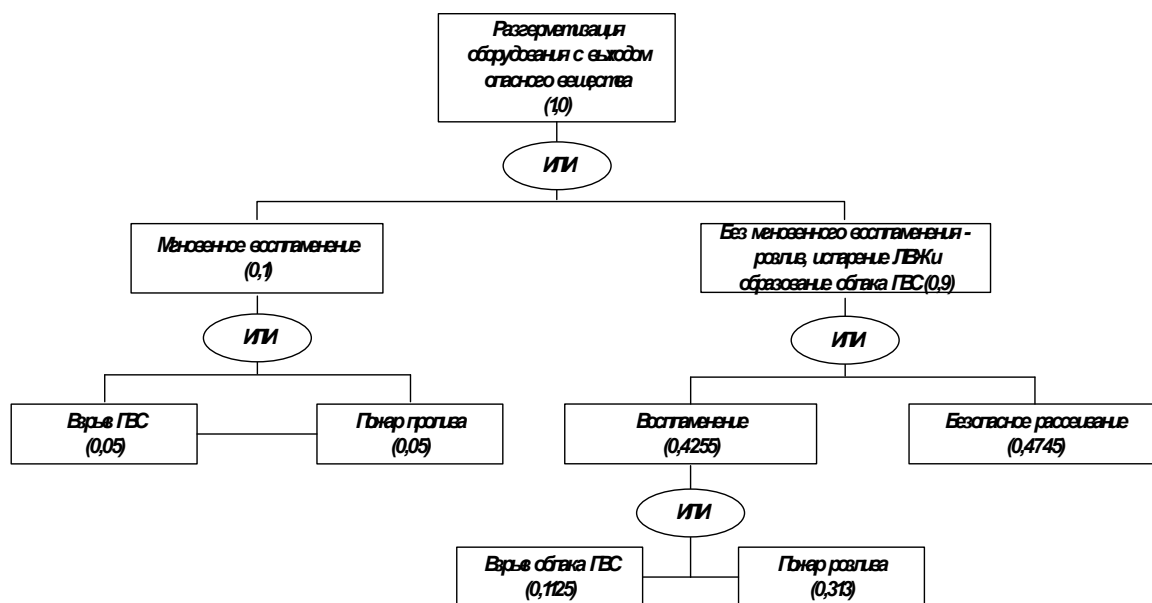 Разгерметизация
оборудования с выходом
опасного вещества
(1,0)
ИЛИ
Мгновенное воспламенение
(0,1)
Без мгновенного воспламенения -
розлив, испарение ЛВЖ и
образование облака ГВС (0,9)
ИЛИ
ИЛИ
Взрыв ГВС
(0,05)
Пожар пролива
(0,05)
Воспламенение
(0,4255)
Безопасное рассеивание
(0,4745)
ИЛИ
Взрыв облака ГВС
(0,1125)
Пожар розлива
(0,313)